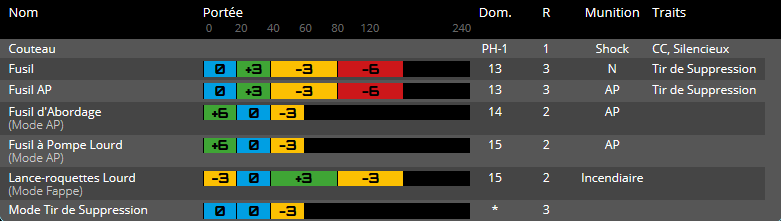 Nom Portée Dom. R Munition Traits
0 20 40 60 80 120 240
Couteau PH-1 1 Shock CC, Silencieux
Fusil 0 +3 -3 -6 13 3 N Tir de Suppression
Fusil AP 0 +3 -3 -6 13 3 AP Tir de Suppression
Fusil d'Abordage +6 0 -3 14 2 AP
(Mode AP)
Fusil à Pompe Lourd +6 0 -3 15 2 AP
(Mode AP)
Lance-roquettes Lourd -3 0 +3 -3 15 2 Incendiaire
(Mode Fappe)
Mode Tir de Suppression 0 0 -3 * 3